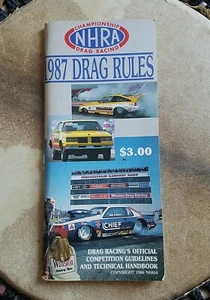 CHAMPIONSHIP
NHRA
DRAG RACING
1987 DRAG RULES
$3.00
Winston
CHIEF
DRAG RACING'S OFFICIAL
COMPETITION GUIDELINES
AND TECHNICAL HANDBOOK
COPYRIGHT 1986 NHRA